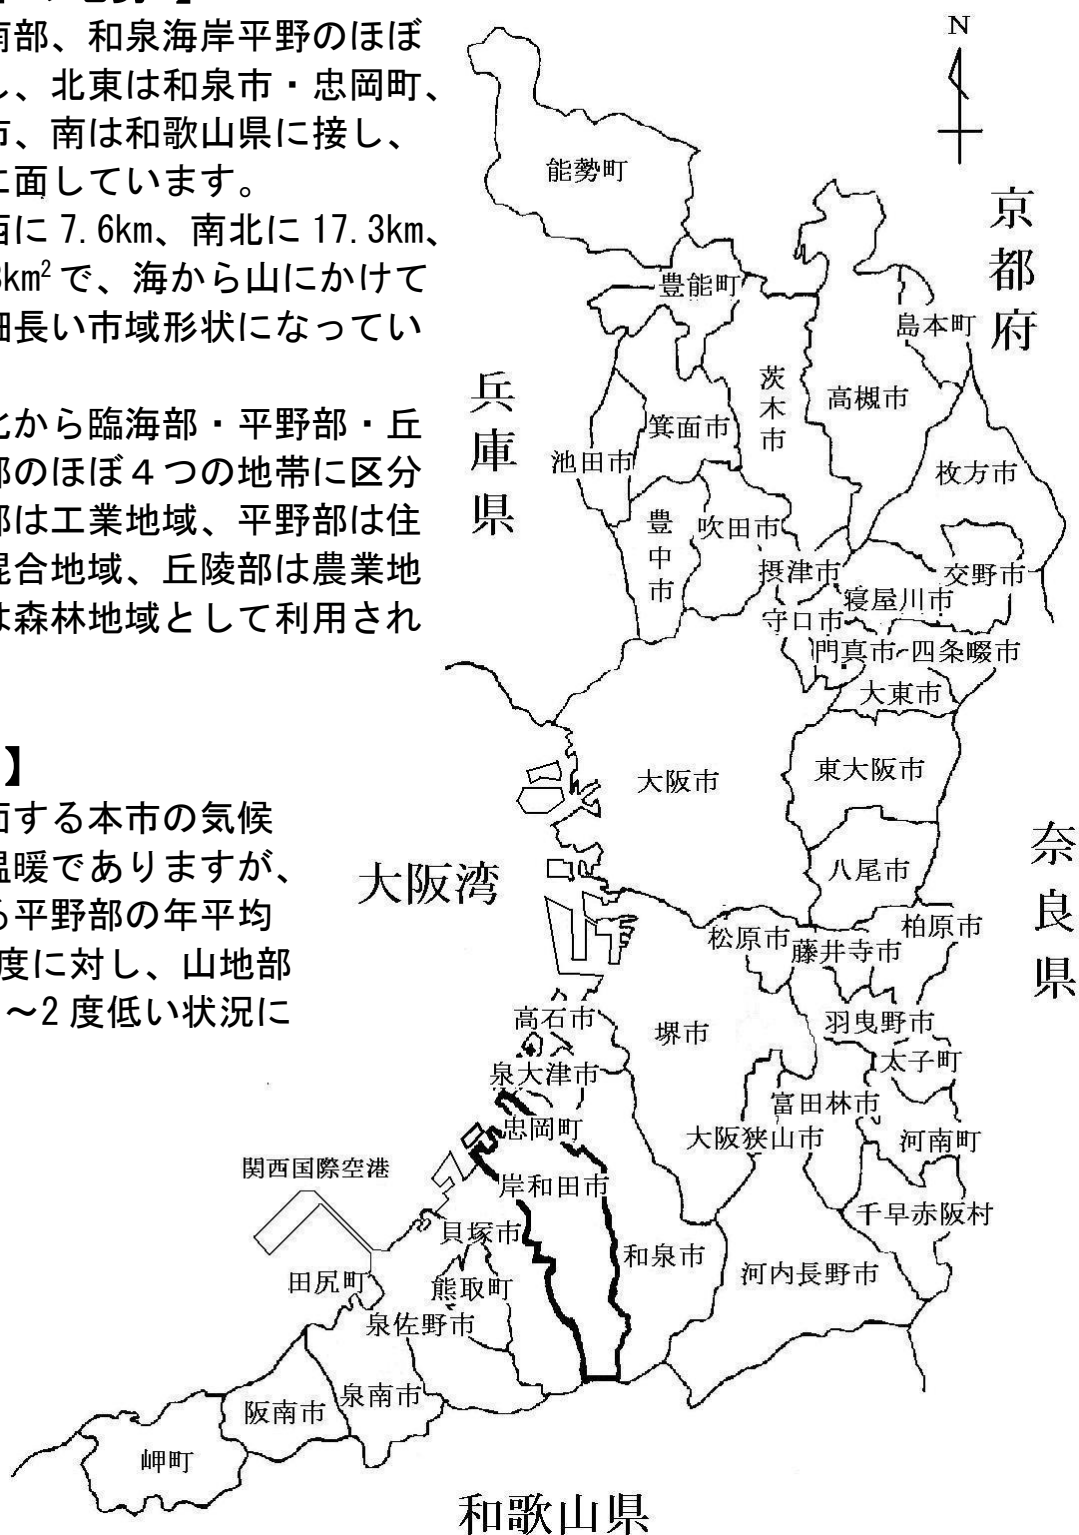 南部、和泉海岸平野のほぼ
し、北東は和泉市・忠岡町、
市、南は和歌山県に接し、
に面しています。
西に 7.6km、南北に 17.3km、
km²で、海から山にかけて
細長い市域形状になってい
北から臨海部・平野部・丘
部のほぼ４つの地帯に区分
部は工業地域、平野部は住
混合地域、丘陵部は農業地
は森林地域として利用され
】
面する本市の気候
温暖でありますが、
る平野部の年平均
度に対し、山地部
～2 度低い状況に
N
能勢町
京都府
豊能町
島本町
兵庫県
茨木市
高槻市
箕面市
池田市
枚方市
豊中市
吹田市
摂津市
交野市
寝屋川市
守口市
門真市
四条畷市
大東市
大阪市
東大阪市
奈良県
八尾市
大阪湾
松原市
藤井寺市
柏原市
高石市
堺市
羽曳野市
太子町
泉大津市
富田林市
忠岡町
大阪狭山市
河南町
関西国際空港
岸和田市
千早赤阪村
貝塚市
和泉市
河内長野市
田尻町
熊取町
泉佐野市
泉南市
阪南市
岬町
和歌山県